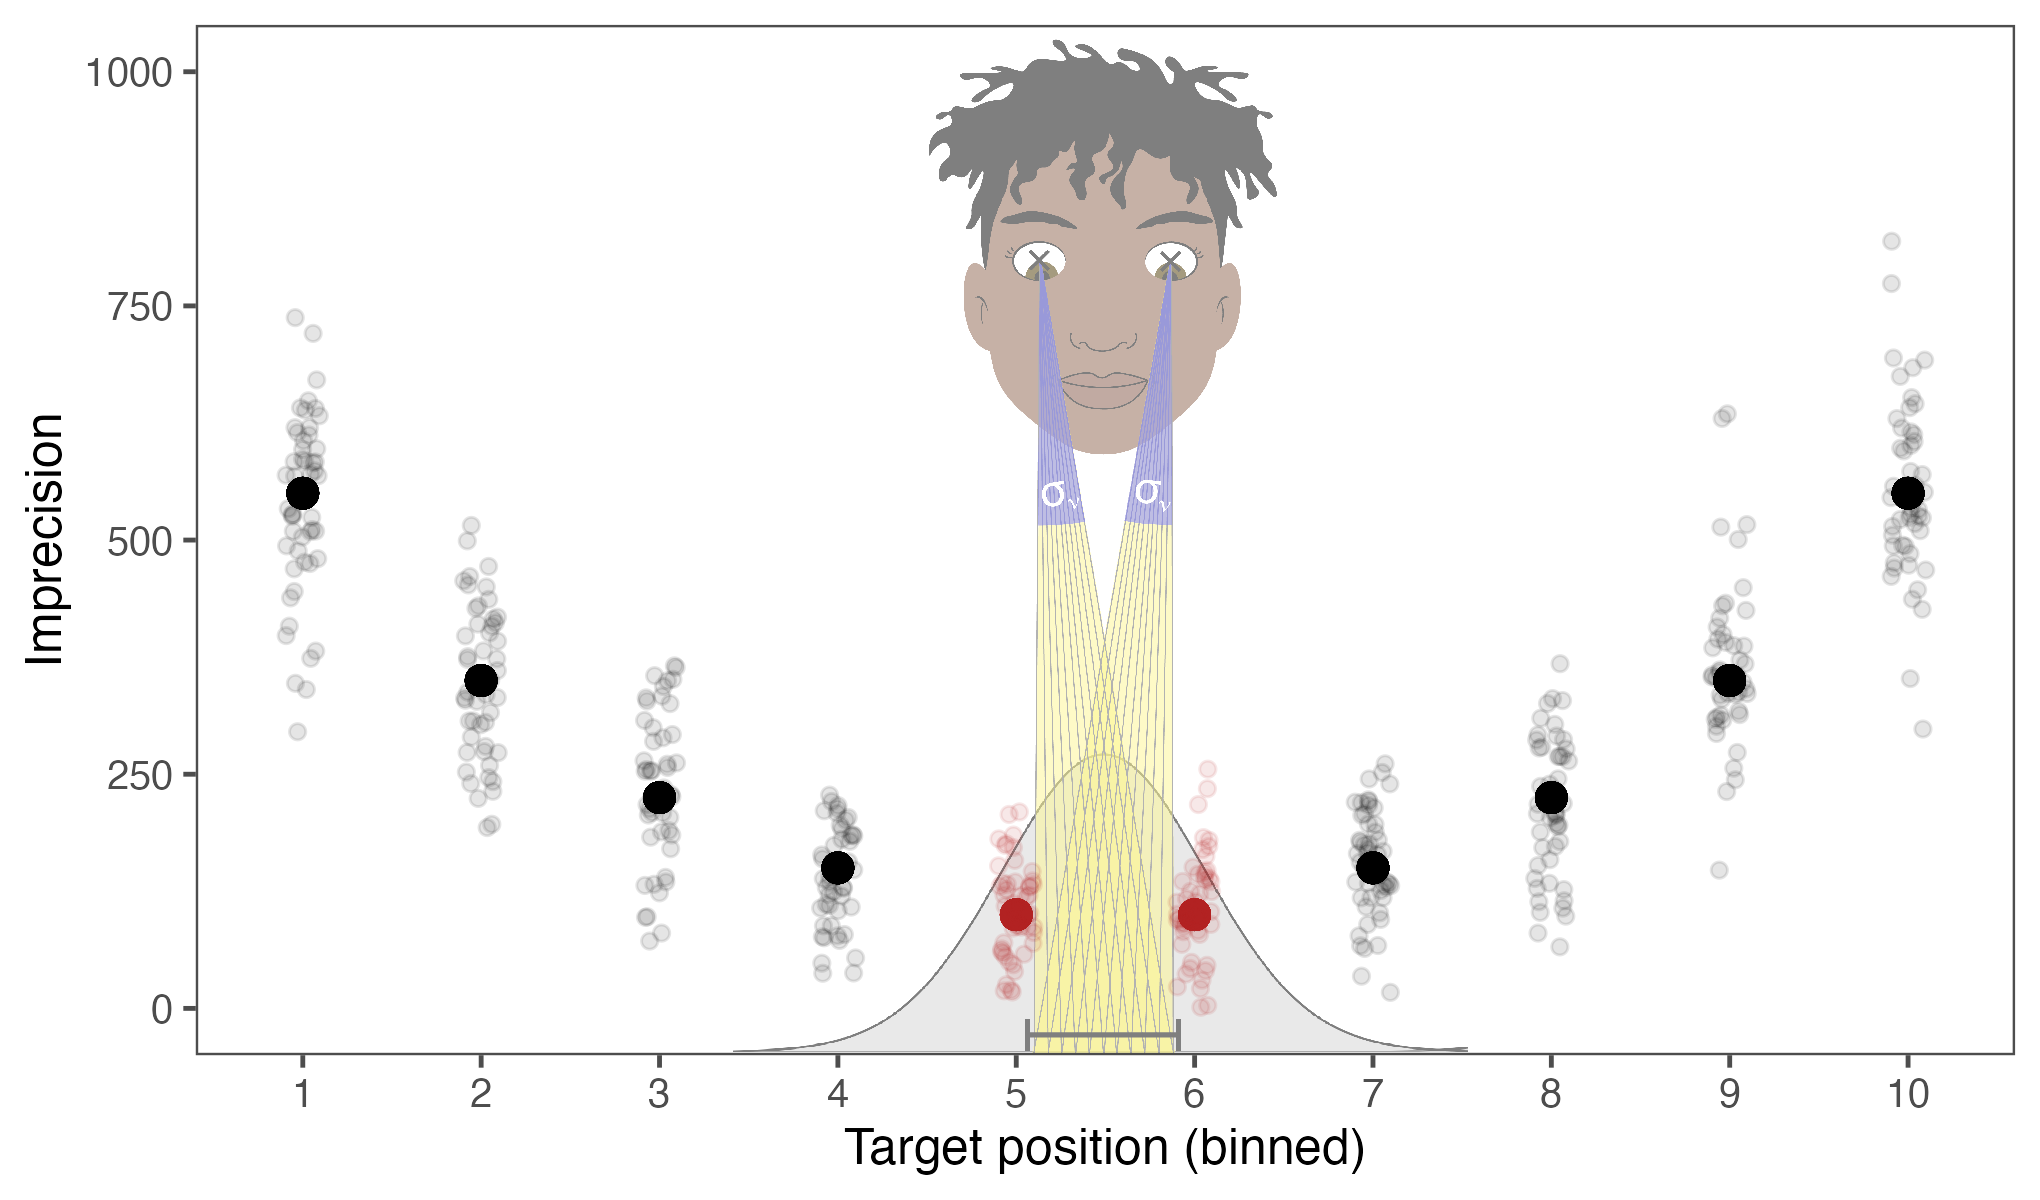 Imprecision
1000
750
500
250
0
σᵥ σᵥ
1 2 3 4 5 6 7 8 9 10
Target position (binned)